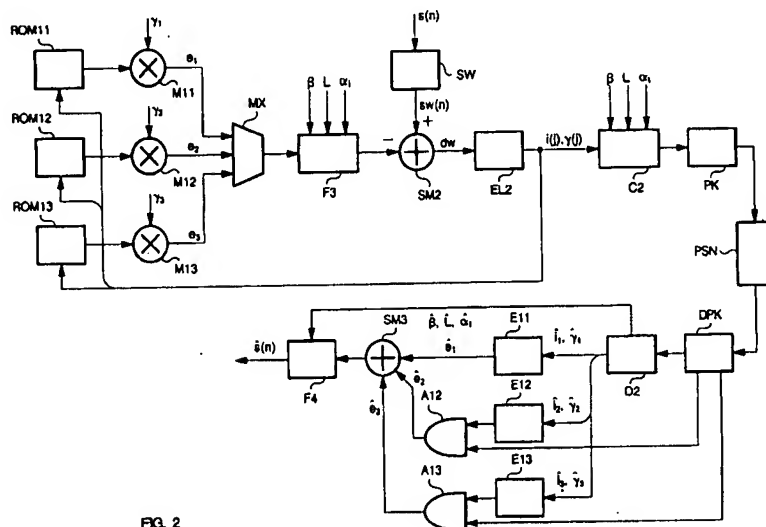 ROM11
γ₁
M11
e₁
ROM12
γ₂
M12
e₂
ROM13
γ₃
M13
e₃
MX
β L α₁
F3
s(n)
SW
sw(n)
+
−
dw
SM2
EL2
i(j), γ(j)
β L α₁
C2
PK
PSN
DPK
D2
β̂, L̂, α̂₁
E11
î₁, γ̂₁
ê₁
SM3
ŝ(n)
F4
ê₂
A12
E12
î₂, γ̂₂
ê₃
A13
E13
î₃, γ̂₃
FIG. 2